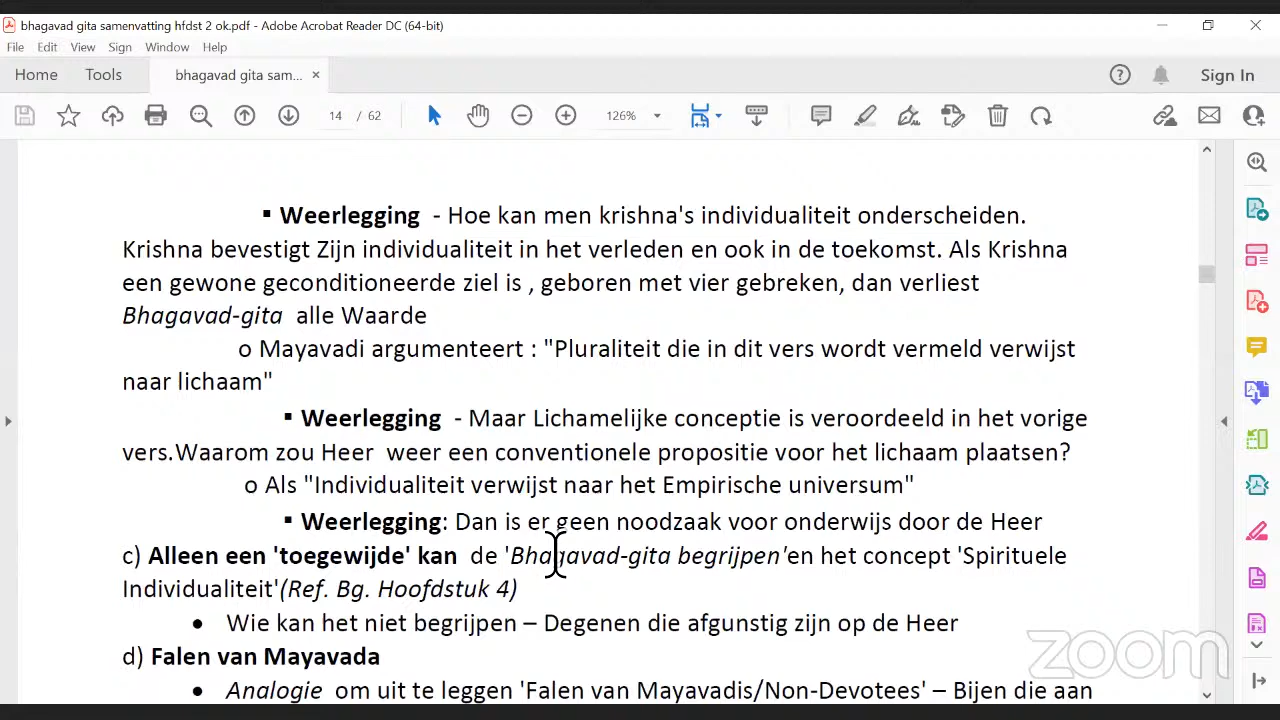 bhagavad gita samenvatting hfdst 2 ok.pdf - Adobe Acrobat Reader DC (64-bit)
File Edit View Sign Window Help
Home Tools bhagavad gita sam... × Sign In
14 / 62 126%
▪ Weerlegging - Hoe kan men krishna's individualiteit onderscheiden.
Krishna bevestigt Zijn individualiteit in het verleden en ook in de toekomst. Als Krishna
een gewone geconditioneerde ziel is , geboren met vier gebreken, dan verliest
Bhagavad-gita alle Waarde
o Mayavadi argumenteert : "Pluraliteit die in dit vers wordt vermeld verwijst
naar lichaam"
▪ Weerlegging - Maar Lichamelijke conceptie is veroordeeld in het vorige
vers.Waarom zou Heer weer een conventionele propositie voor het lichaam plaatsen?
o Als "Individualiteit verwijst naar het Empirische universum"
▪ Weerlegging: Dan is er geen noodzaak voor onderwijs door de Heer
c) Alleen een 'toegewijde' kan de 'Bhagavad-gita begrijpen'en het concept 'Spirituele
Individualiteit'(Ref. Bg. Hoofdstuk 4)
• Wie kan het niet begrijpen – Degenen die afgunstig zijn op de Heer
d) Falen van Mayavada
• Analogie om uit te leggen 'Falen van Mayavadis/Non-Devotees' – Bijen die aan
zoom